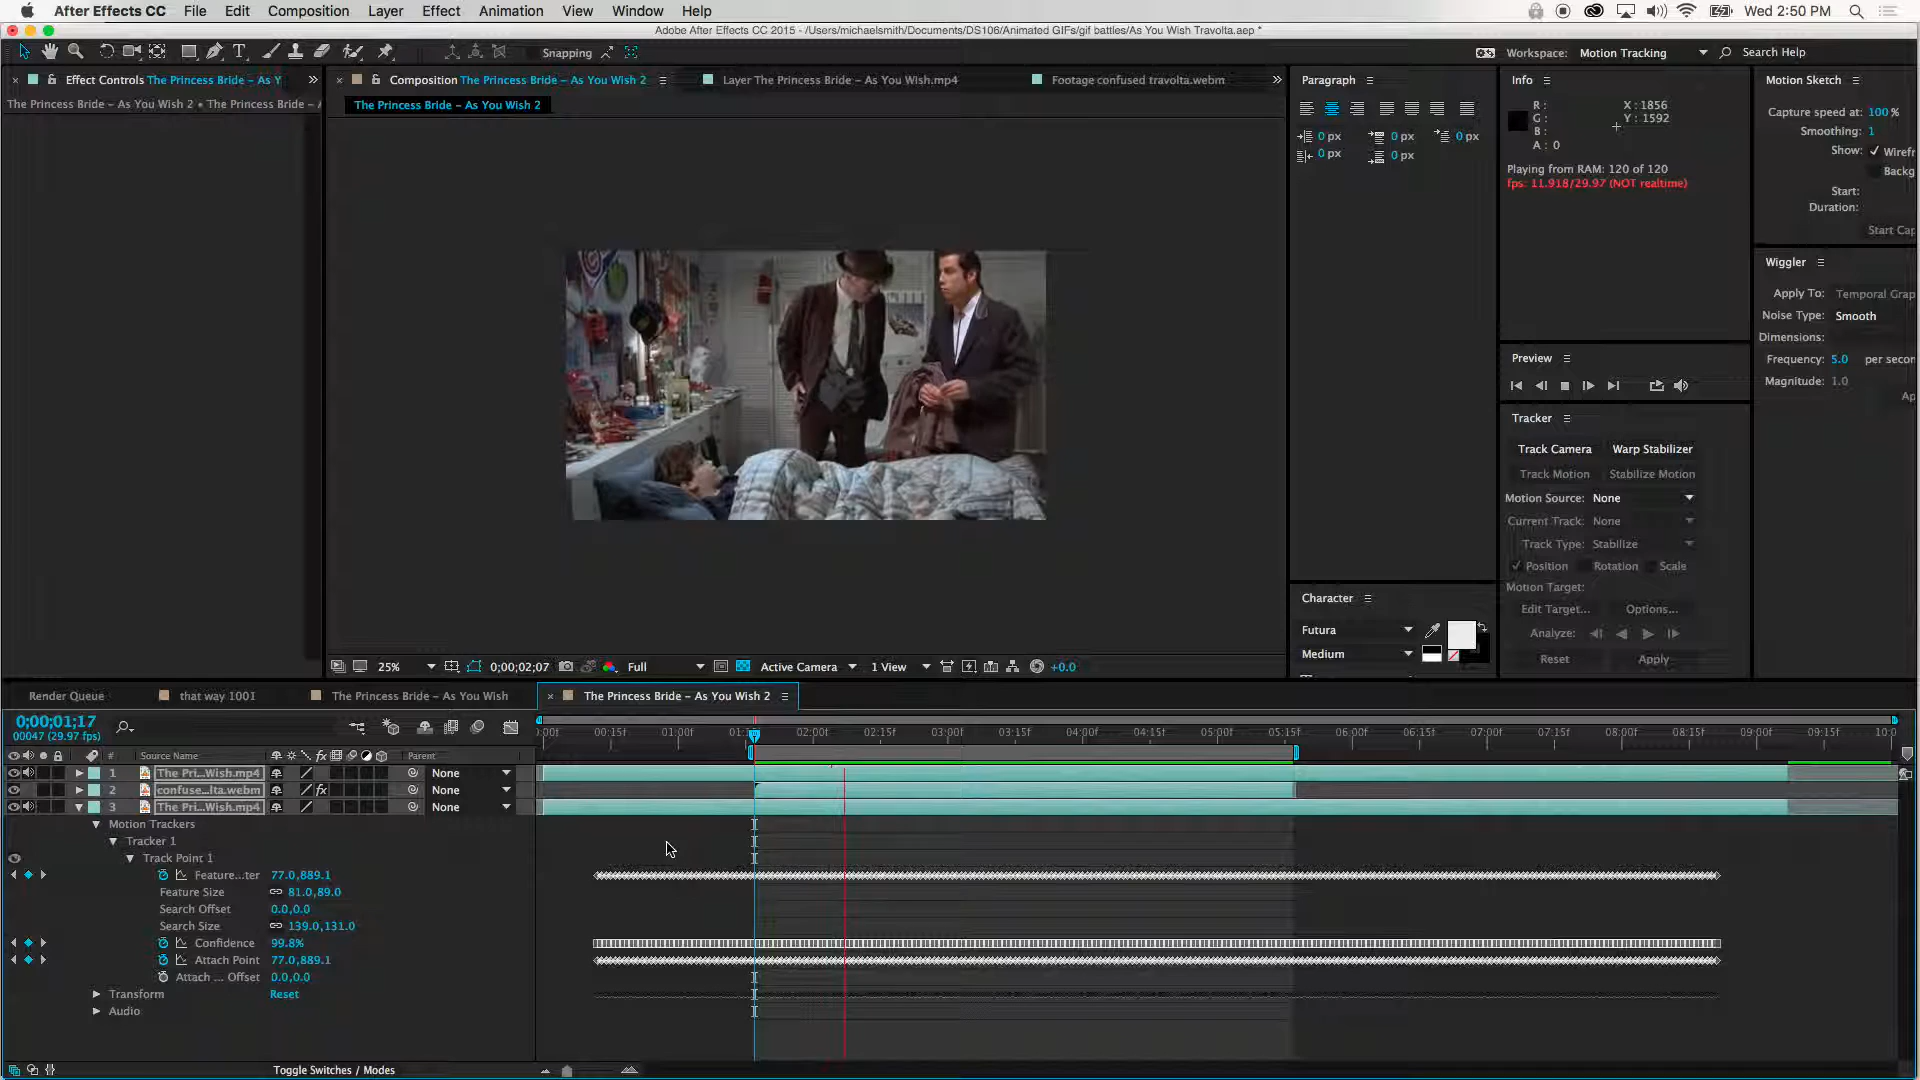 After Effects CC File Edit Composition Layer Effect Animation View Window Help Wed 2:50 PM
Adobe After Effects CC 2015 - /Users/michaelsmith/Documents/DS106/Animated GIFs/gif battles/As You Wish Travolta.aep *
Snapping Workspace: Motion Tracking Search Help
Effect Controls The Princess Bride – As Y
The Princess Bride – As You Wish 2 • The Princess Bride – A
Composition The Princess Bride – As You Wish 2
Layer The Princess Bride – As You Wish.mp4
Footage confused travolta.webm
The Princess Bride – As You Wish 2
Paragraph
0 px 0 px 0 px
0 px 0 px
Info
R : X : 1856
G : Y : 1592
B :
A : 0
Playing from RAM: 120 of 120
fps: 11.918/29.97 (NOT realtime)
Motion Sketch
Capture speed at: 100 %
Smoothing: 1
Show: Wirefr
Backg
Start:
Duration:
Start Cap
Wiggler
Apply To: Temporal Grap
Noise Type: Smooth
Dimensions:
Frequency: 5.0 per secon
Magnitude: 1.0
Ap
Preview
Tracker
Track Camera Warp Stabilizer
Track Motion Stabilize Motion
Motion Source: None
Current Track: None
Track Type: Stabilize
Position Rotation Scale
Motion Target:
Edit Target... Options...
Analyze:
Reset Apply
Character
Futura
Medium
25% 0;00;02;07 Full Active Camera 1 View +0.0
Render Queue that way 1001 The Princess Bride – As You Wish The Princess Bride – As You Wish 2
0;00;01;17
00047 (29.97 fps)
0:00f 00:15f 01:00f 01:1 02:00f 02:15f 03:00f 03:15f 04:00f 04:15f 05:00f 05:15f 06:00f 06:15f 07:00f 07:15f 08:00f 08:15f 09:00f 09:15f 10:0
# Source Name fx Parent
1 The Pri...Wish.mp4 None
2 confuse...lta.webm fx None
3 The Pri...Wish.mp4 None
Motion Trackers
Tracker 1
Track Point 1
Feature...ter 77.0,889.1
Feature Size 81.0,89.0
Search Offset 0.0,0.0
Search Size 139.0,131.0
Confidence 99.8%
Attach Point 77.0,889.1
Attach ... Offset 0.0,0.0
Transform Reset
Audio
Toggle Switches / Modes